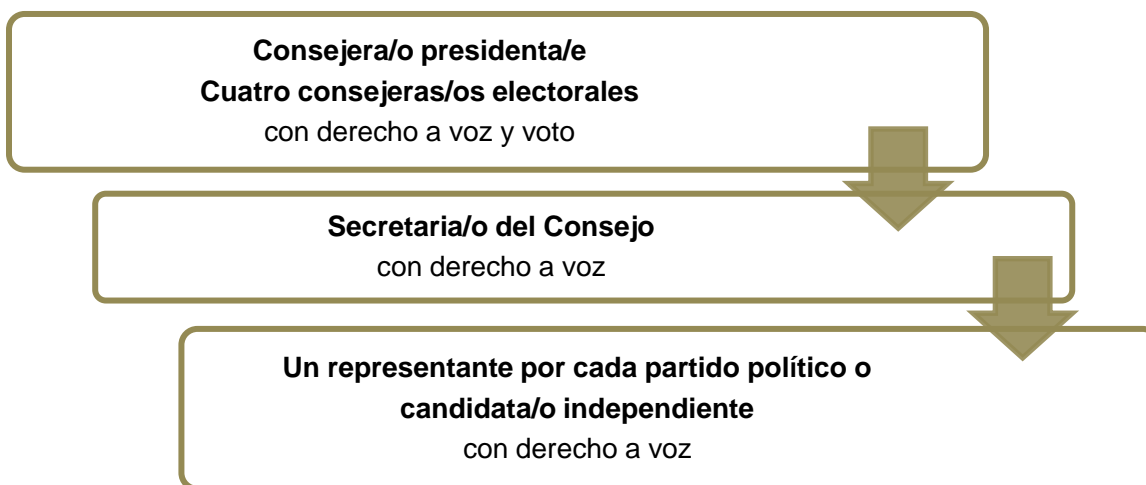 Consejera/o presidenta/e
Cuatro consejeras/os electorales
con derecho a voz y voto
Secretaria/o del Consejo
con derecho a voz
Un representante por cada partido político o
candidata/o independiente
con derecho a voz